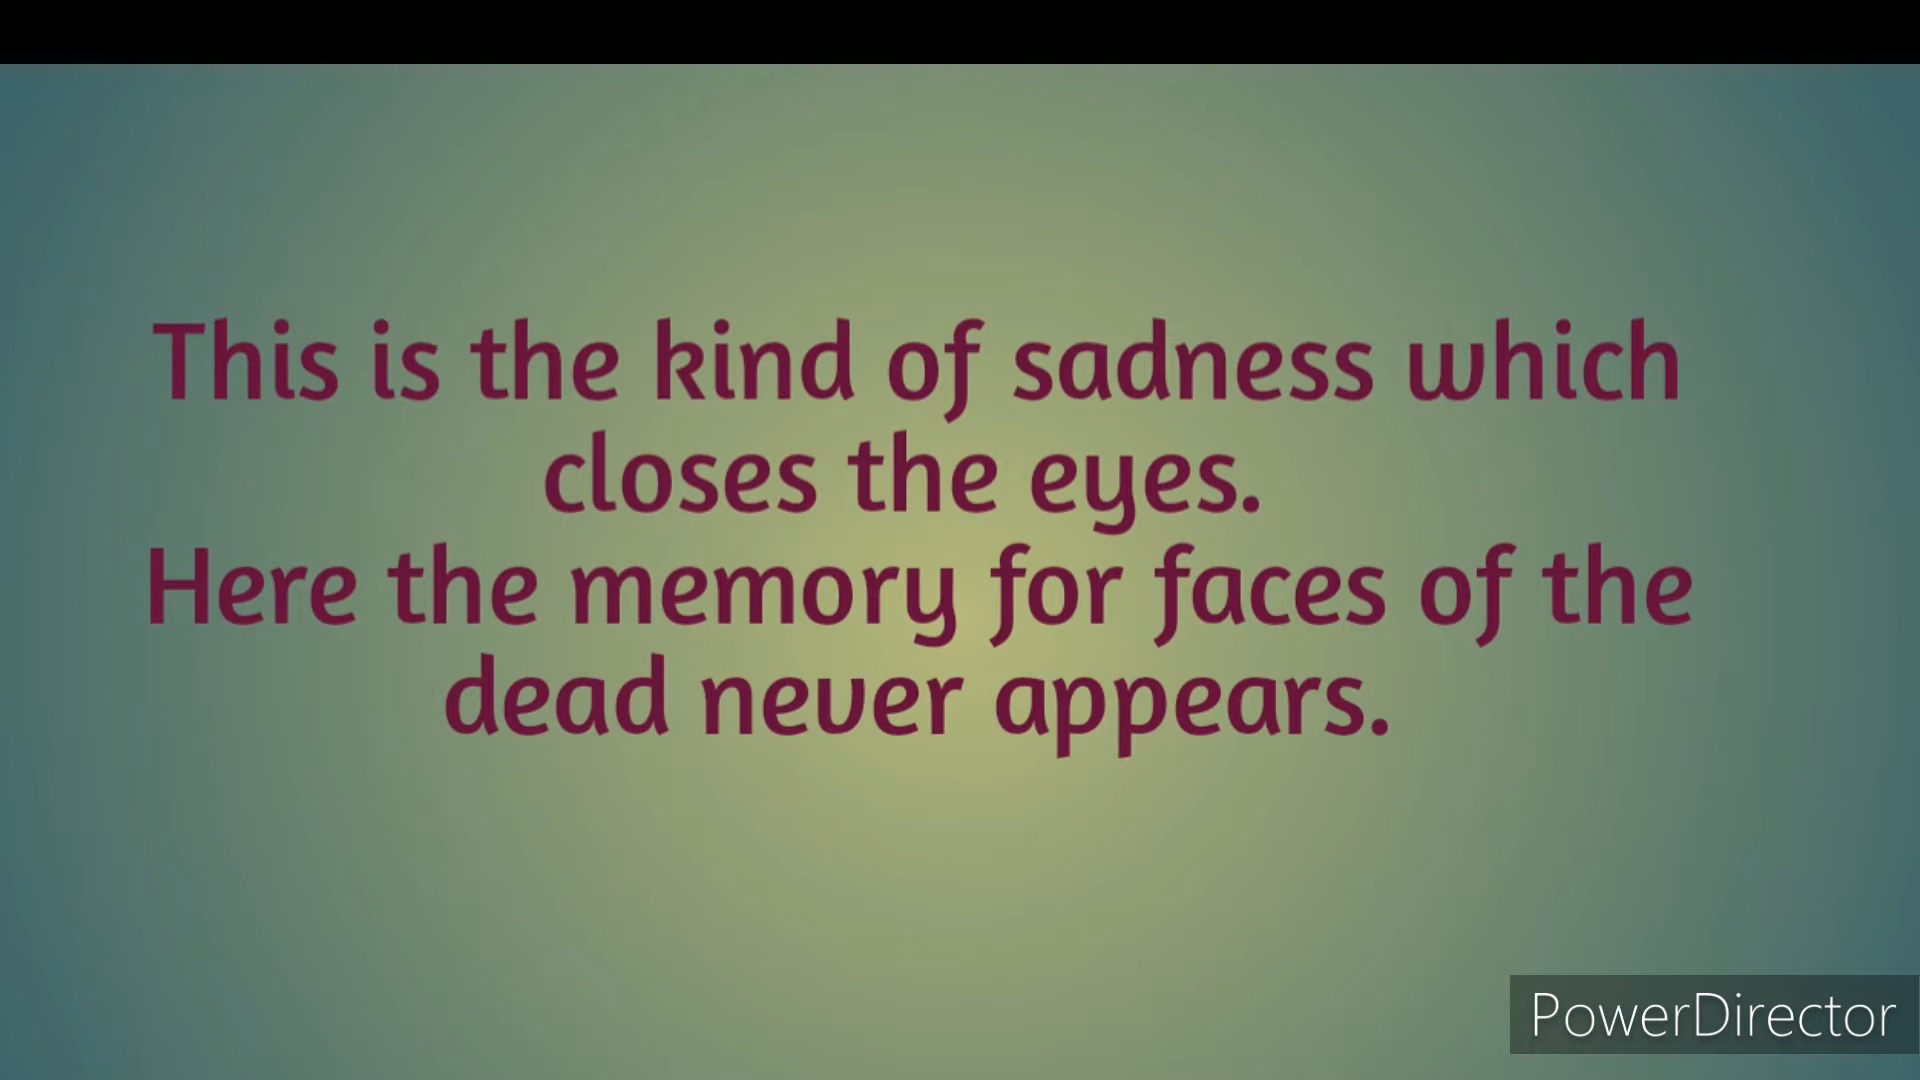 This is the kind of sadness which
closes the eyes.
Here the memory for faces of the
dead never appears.
PowerDirector